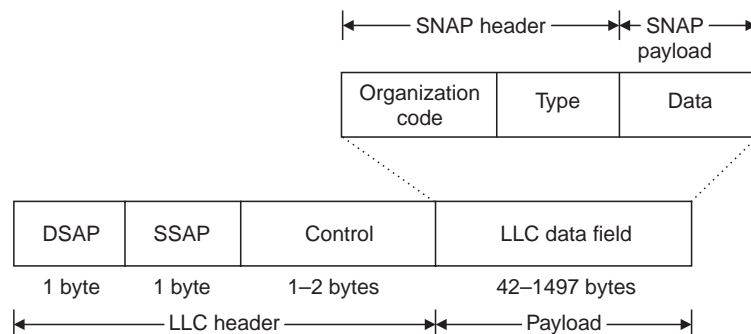 SNAP header
SNAP payload
Organization code
Type
Data
DSAP
SSAP
Control
LLC data field
1 byte
1 byte
1–2 bytes
42–1497 bytes
LLC header
Payload